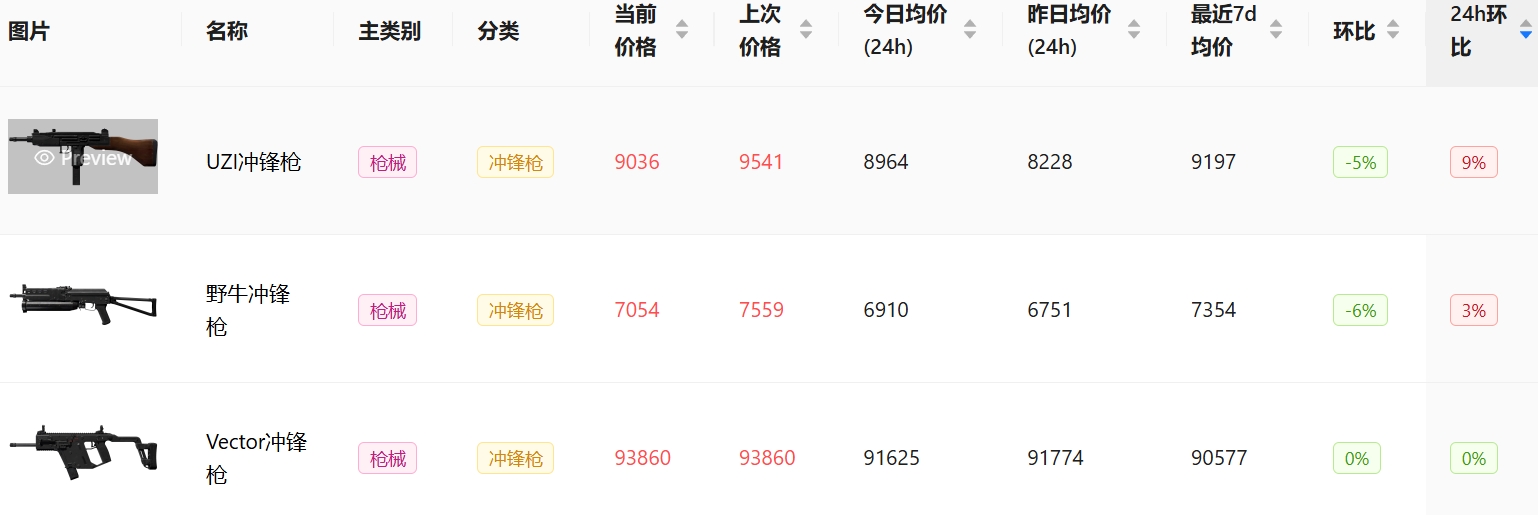 图片 名称 主类别 分类 当前价格 上次价格 今日均价(24h) 昨日均价(24h) 最近7d均价 环比 24h环比
Preview UZI冲锋枪 枪械 冲锋枪 9036 9541 8964 8228 9197 -5% 9%
野牛冲锋枪 枪械 冲锋枪 7054 7559 6910 6751 7354 -6% 3%
Vector冲锋枪 枪械 冲锋枪 93860 93860 91625 91774 90577 0% 0%